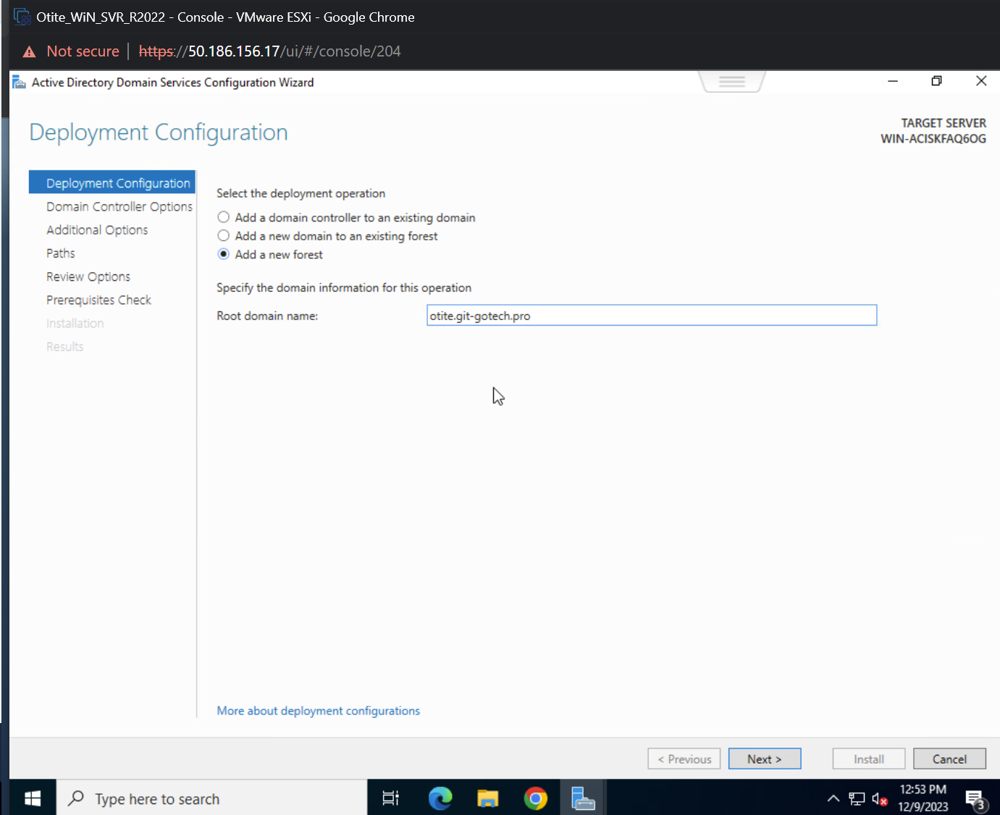 Otite_WiN_SVR_R2022 - Console - VMware ESXi - Google Chrome
Not secure | https://50.186.156.17/ui/#/console/204
Active Directory Domain Services Configuration Wizard
Deployment Configuration
TARGET SERVER
WIN-ACISKFAQ6OG
Deployment Configuration
Domain Controller Options
Additional Options
Paths
Review Options
Prerequisites Check
Installation
Results
Select the deployment operation
Add a domain controller to an existing domain
Add a new domain to an existing forest
Add a new forest
Specify the domain information for this operation
Root domain name:
otite.git-gotech.pro
More about deployment configurations
< Previous
Next >
Install
Cancel
Type here to search
12:53 PM
12/9/2023
3